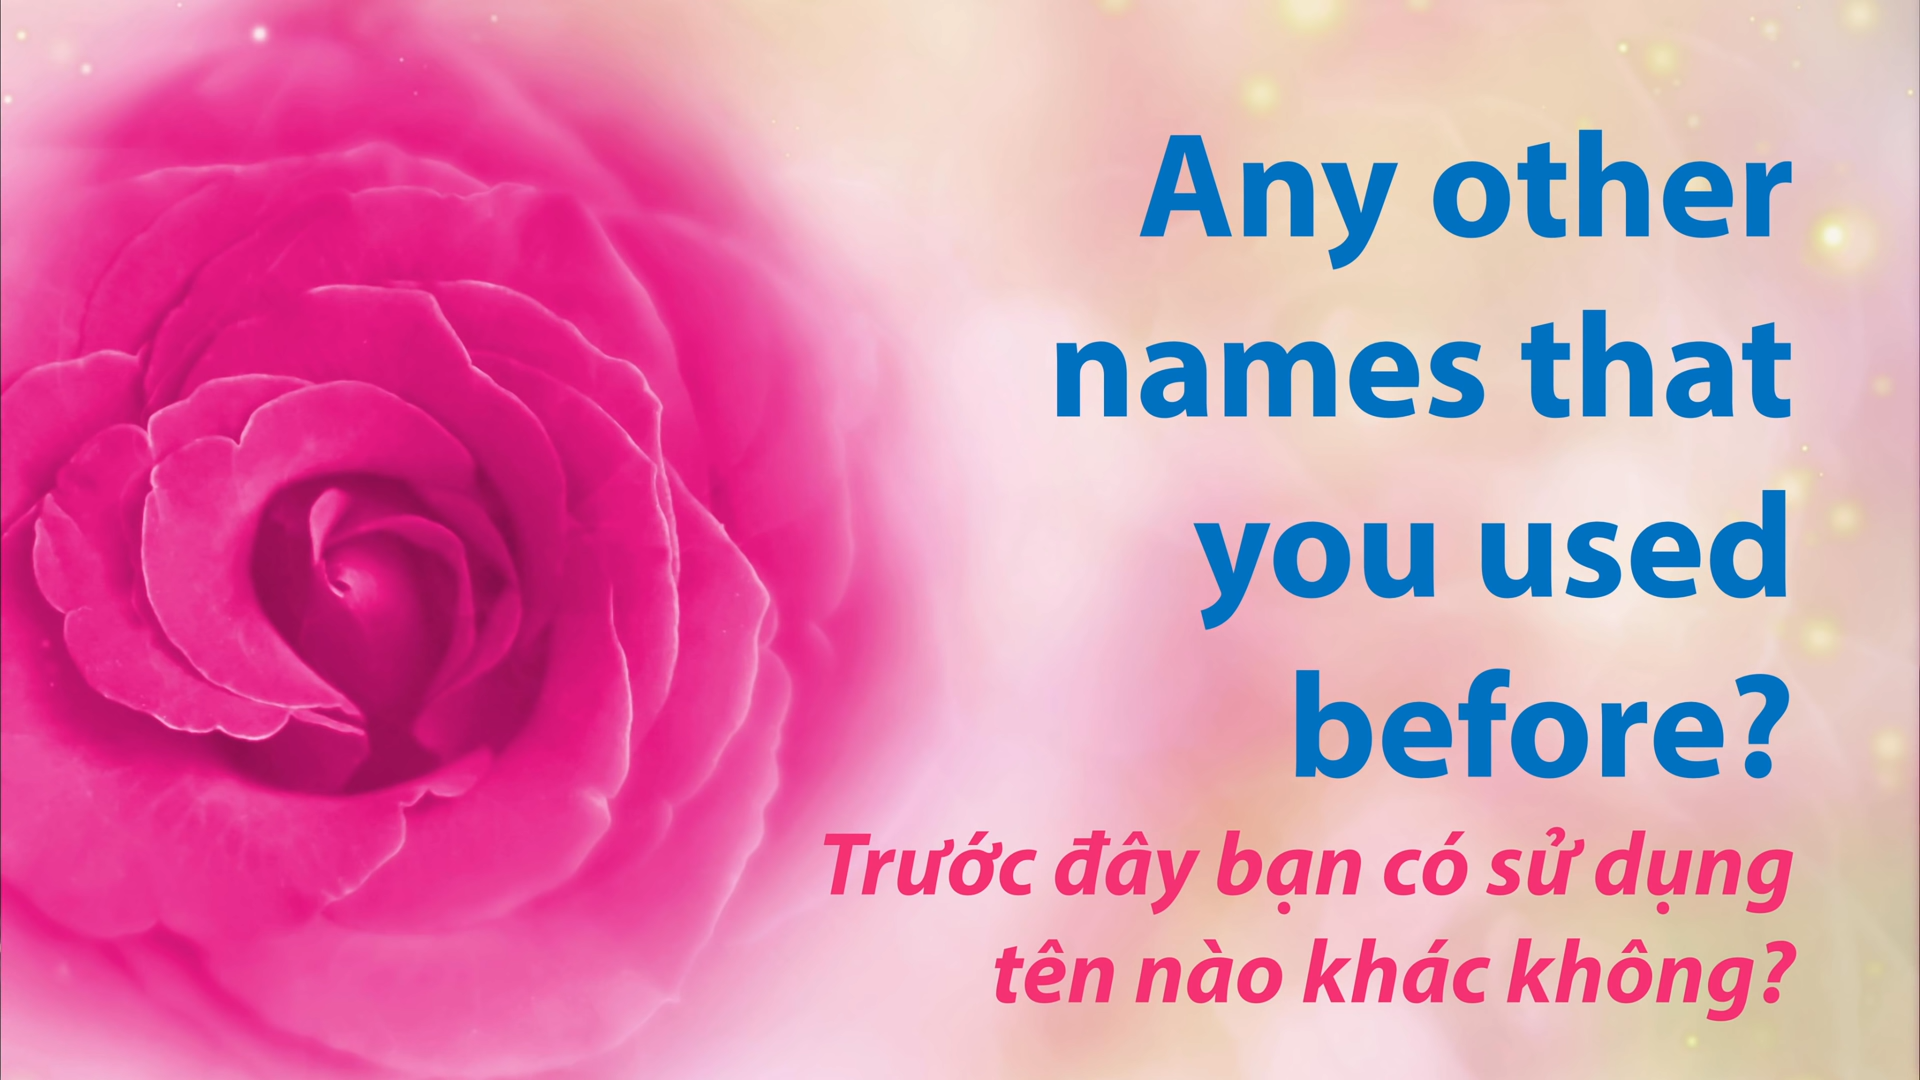 Any other
names that
you used
before?
Trước đây bạn có sử dụng
tên nào khác không?